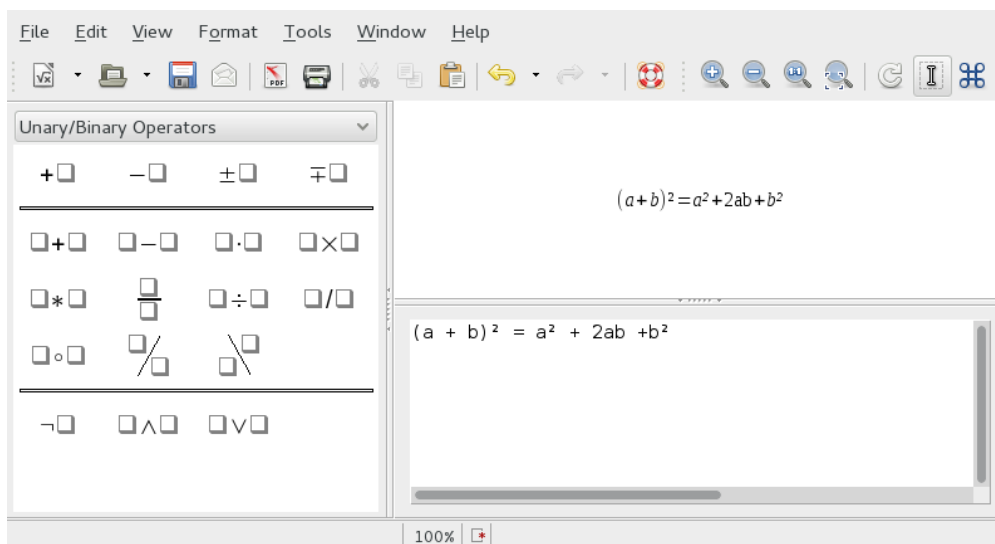 File Edit View Format Tools Window Help
PDF
Unary/Binary Operators
+□ −□ ±□ ∓□
□+□ □−□ □·□ □×□
□∗□ □/□ □÷□ □/□
□∘□ □/□ □\□
¬□ □∧□ □∨□
(a+b)²=a²+2ab+b²
(a + b)² = a² + 2ab +b²
100%